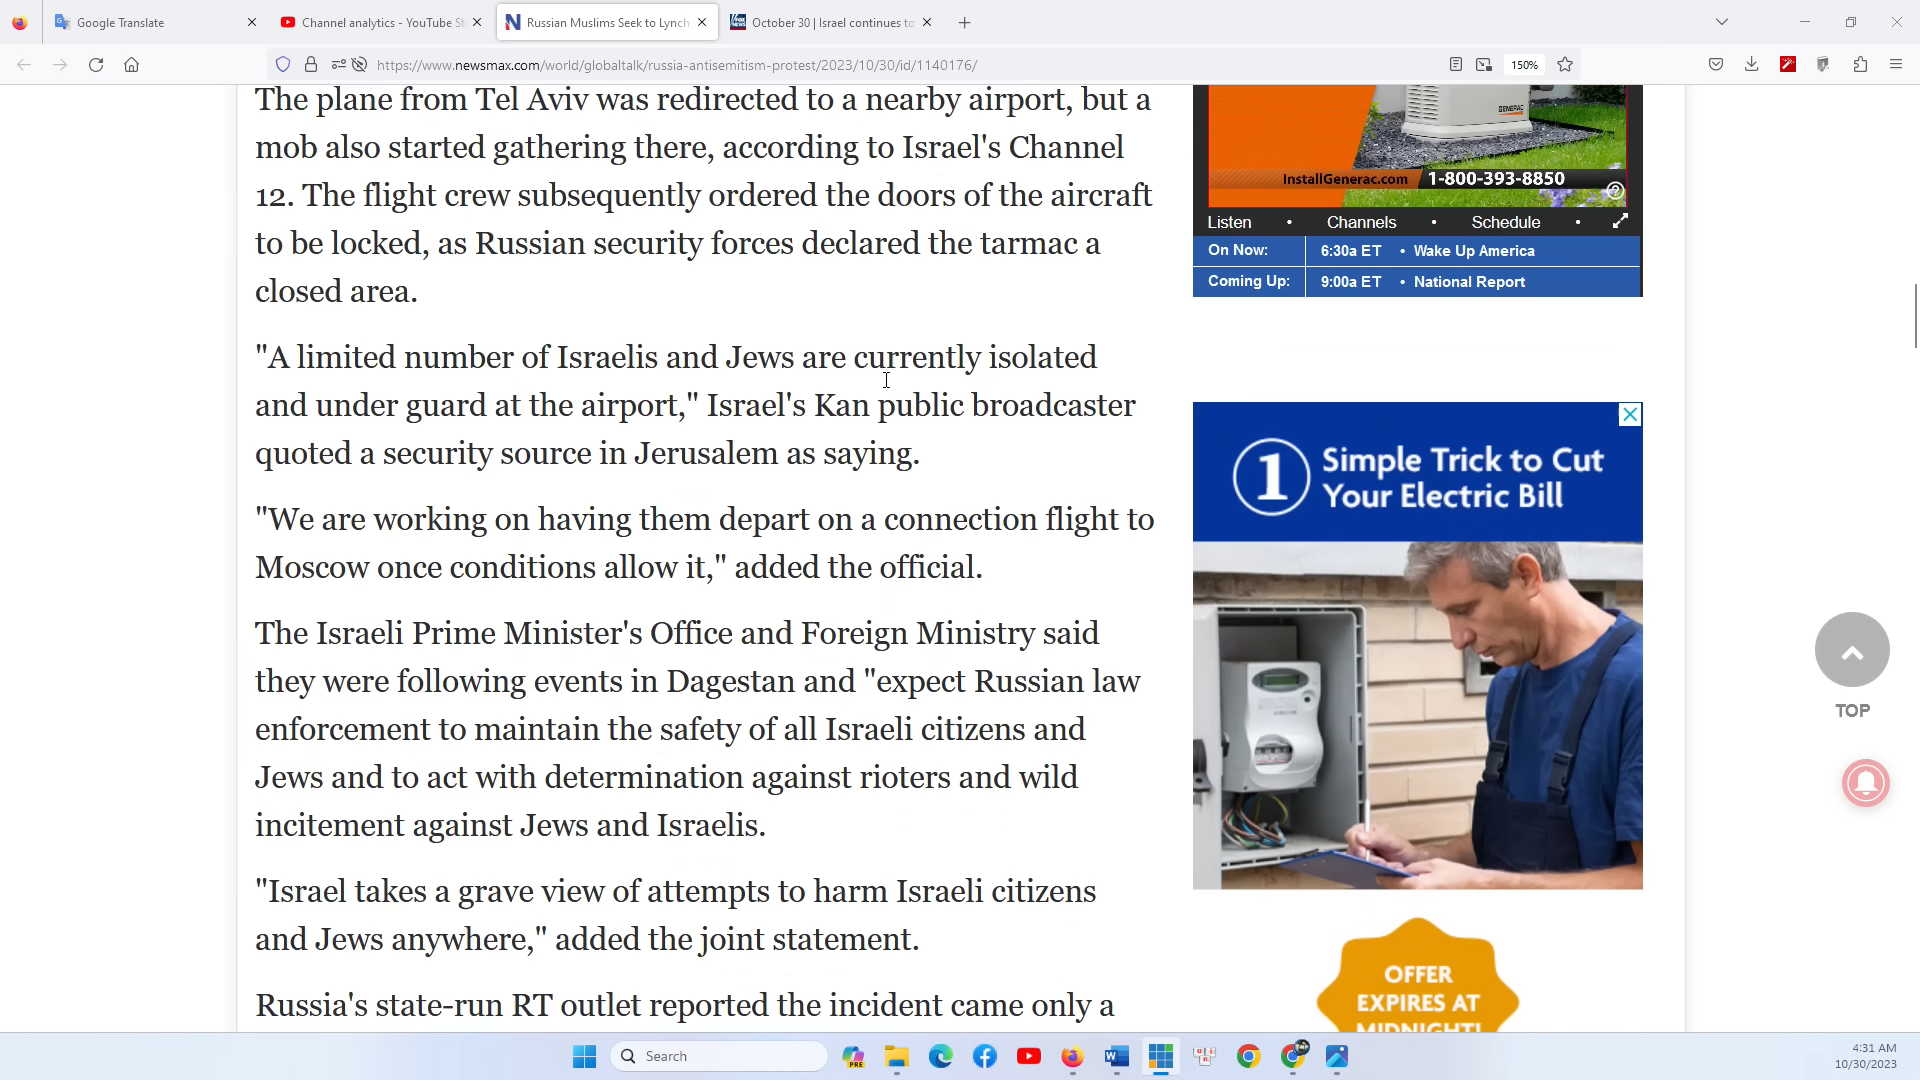 Google Translate
Channel analytics - YouTube St
Russian Muslims Seek to Lynch
October 30 | Israel continues to
https://www.newsmax.com/world/globaltalk/russia-antisemitism-protest/2023/10/30/id/1140176/
150%
The plane from Tel Aviv was redirected to a nearby airport, but a
mob also started gathering there, according to Israel's Channel
12. The flight crew subsequently ordered the doors of the aircraft
to be locked, as Russian security forces declared the tarmac a
closed area.
"A limited number of Israelis and Jews are currently isolated
and under guard at the airport," Israel's Kan public broadcaster
quoted a security source in Jerusalem as saying.
"We are working on having them depart on a connection flight to
Moscow once conditions allow it," added the official.
The Israeli Prime Minister's Office and Foreign Ministry said
they were following events in Dagestan and "expect Russian law
enforcement to maintain the safety of all Israeli citizens and
Jews and to act with determination against rioters and wild
incitement against Jews and Israelis.
"Israel takes a grave view of attempts to harm Israeli citizens
and Jews anywhere," added the joint statement.
Russia's state-run RT outlet reported the incident came only a
GENERAC
InstallGenerac.com 1-800-393-8850
Listen • Channels • Schedule •
On Now: 6:30a ET • Wake Up America
Coming Up: 9:00a ET • National Report
1 Simple Trick to Cut
Your Electric Bill
OFFER
EXPIRES AT
MIDNIGHT!
TOP
Search
PRE
4:31 AM
10/30/2023